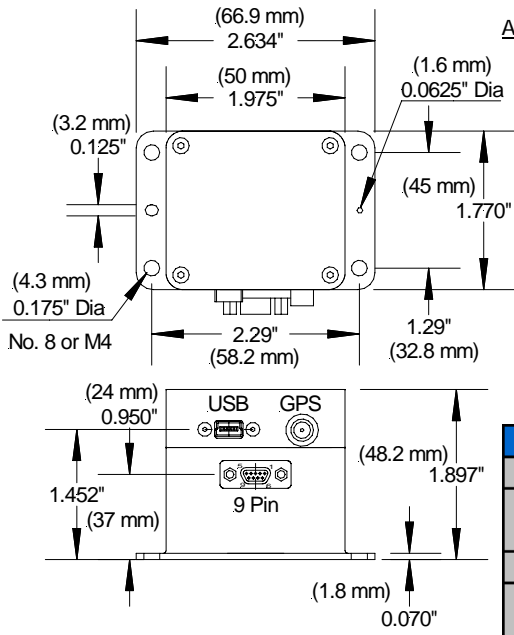 (66.9 mm)
2.634"
A
(50 mm)
1.975"
(1.6 mm)
0.0625" Dia
(3.2 mm)
0.125"
(45 mm)
1.770"
(4.3 mm)
0.175" Dia
No. 8 or M4
2.29"
(58.2 mm)
1.29"
(32.8 mm)
(24 mm)
0.950"
USB
GPS
(48.2 mm)
1.897"
1.452"
(37 mm)
9 Pin
(1.8 mm)
0.070"